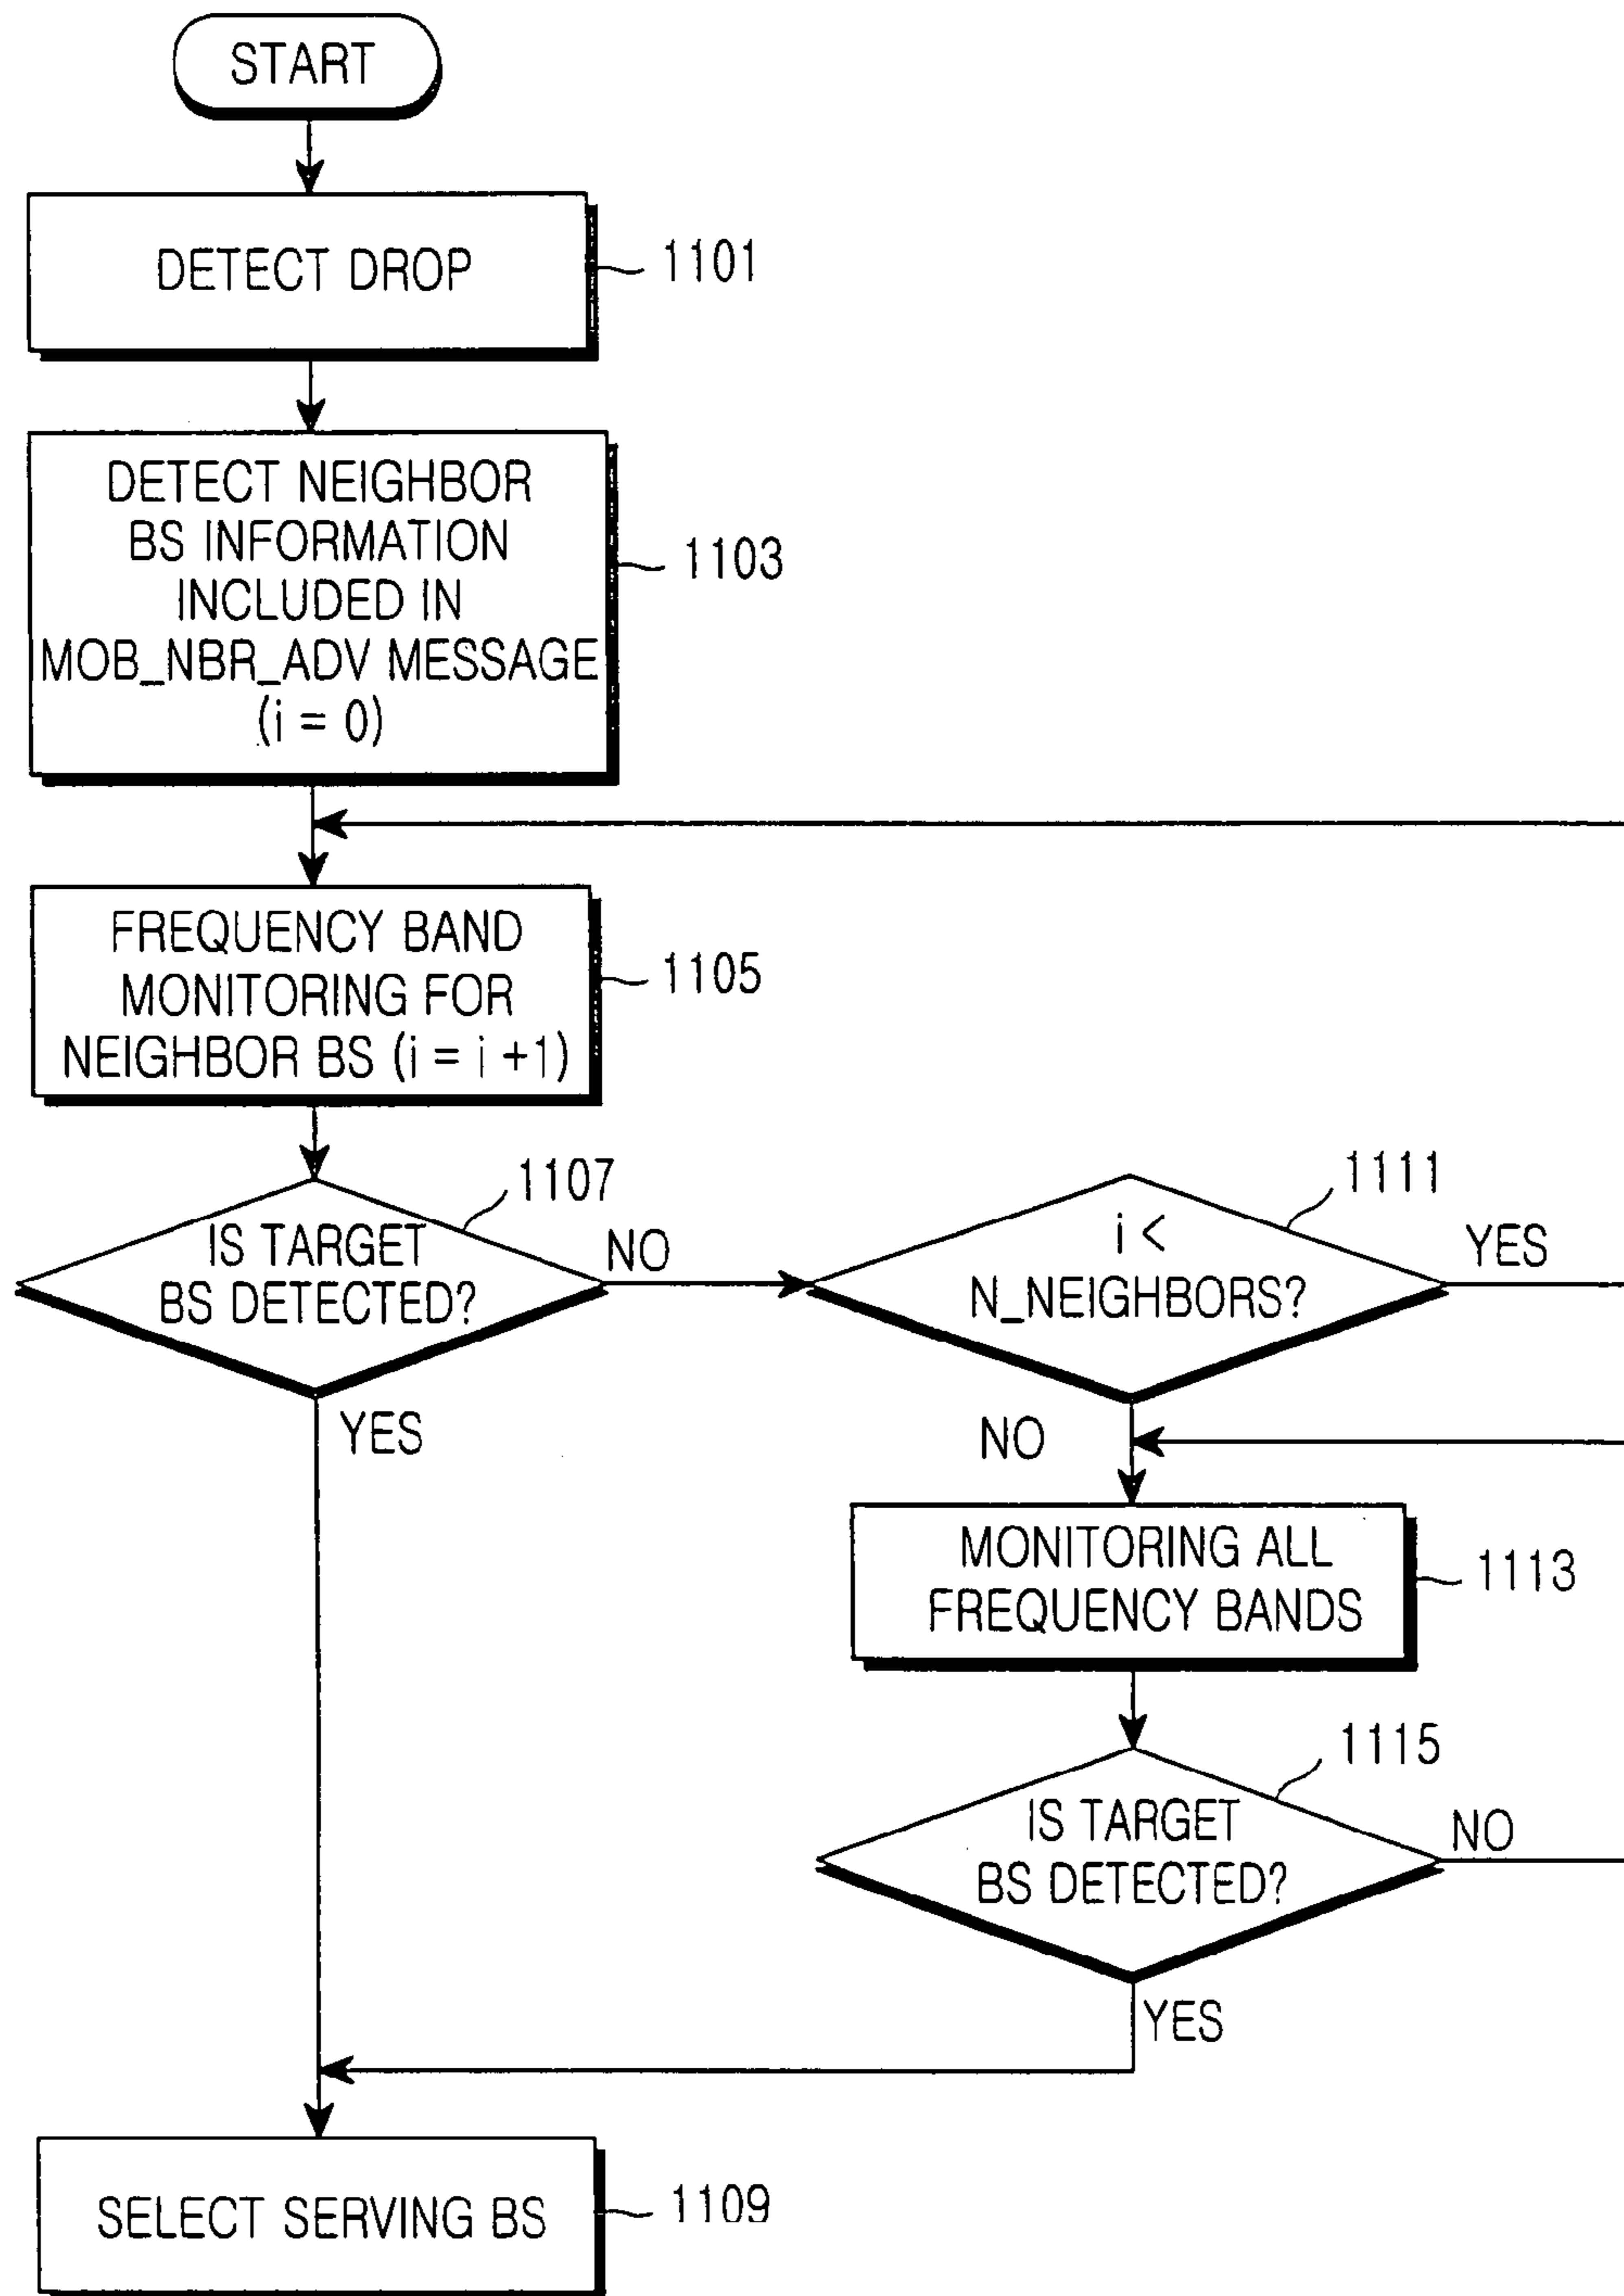 START
DETECT DROP
1101
DETECT NEIGHBOR
BS INFORMATION
INCLUDED IN
MOB_NBR_ADV MESSAGE
(i = 0)
1103
FREQUENCY BAND
MONITORING FOR
NEIGHBOR BS (i = i +1)
1105
IS TARGET
BS DETECTED?
1107
NO
YES
i <
N_NEIGHBORS?
1111
YES
NO
MONITORING ALL
FREQUENCY BANDS
1113
IS TARGET
BS DETECTED?
1115
NO
YES
SELECT SERVING BS
1109